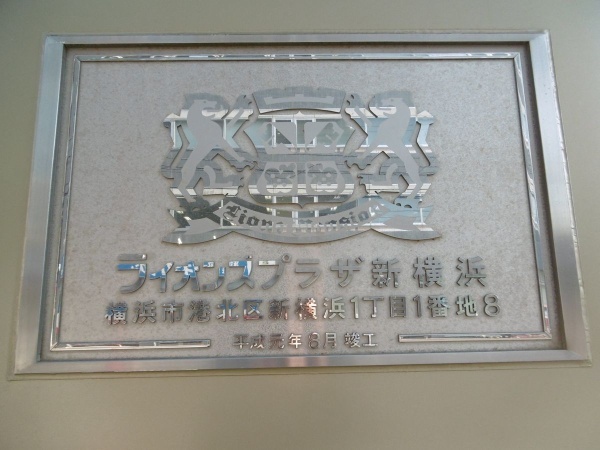 Lions Mansion
ライオンズプラザ新横浜
横浜市港北区新横浜1丁目1番地8
平成元年8月竣工